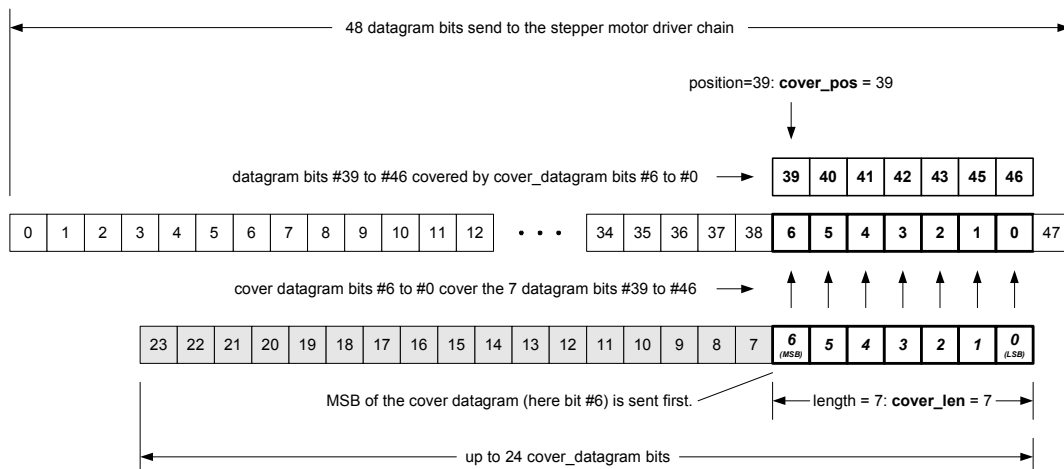 48 datagram bits send to the stepper motor driver chain
position=39: cover_pos = 39
datagram bits #39 to #46 covered by cover_datagram bits #6 to #0
39 40 41 42 43 45 46
0 1 2 3 4 5 6 7 8 9 10 11 12 • • • 34 35 36 37 38 6 5 4 3 2 1 0 47
cover datagram bits #6 to #0 cover the 7 datagram bits #39 to #46
23 22 21 20 19 18 17 16 15 14 13 12 11 10 9 8 7 6 5 4 3 2 1 0
(MSB) (LSB)
MSB of the cover datagram (here bit #6) is sent first.
length = 7: cover_len = 7
up to 24 cover_datagram bits